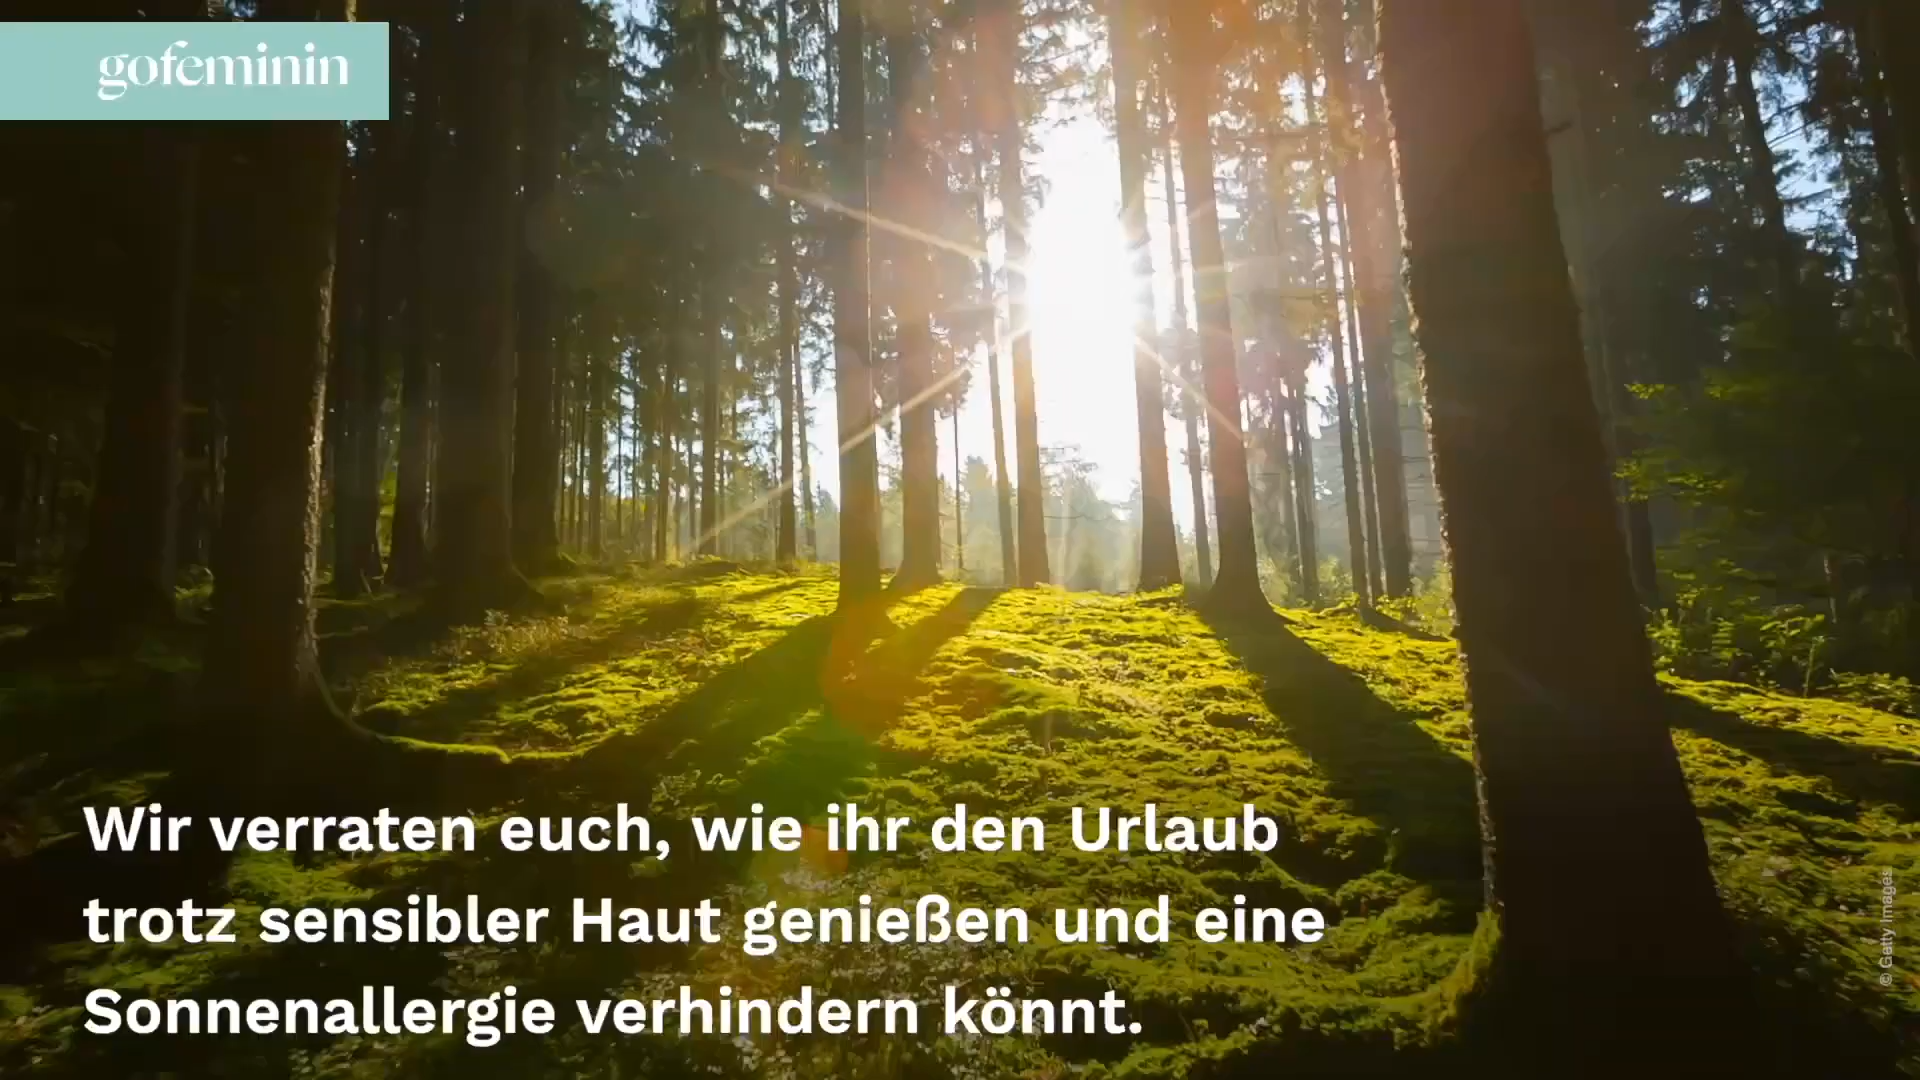 gofeminin
Wir verraten euch, wie ihr den Urlaub
trotz sensibler Haut genießen und eine
Sonnenallergie verhindern könnt.
© Getty Images